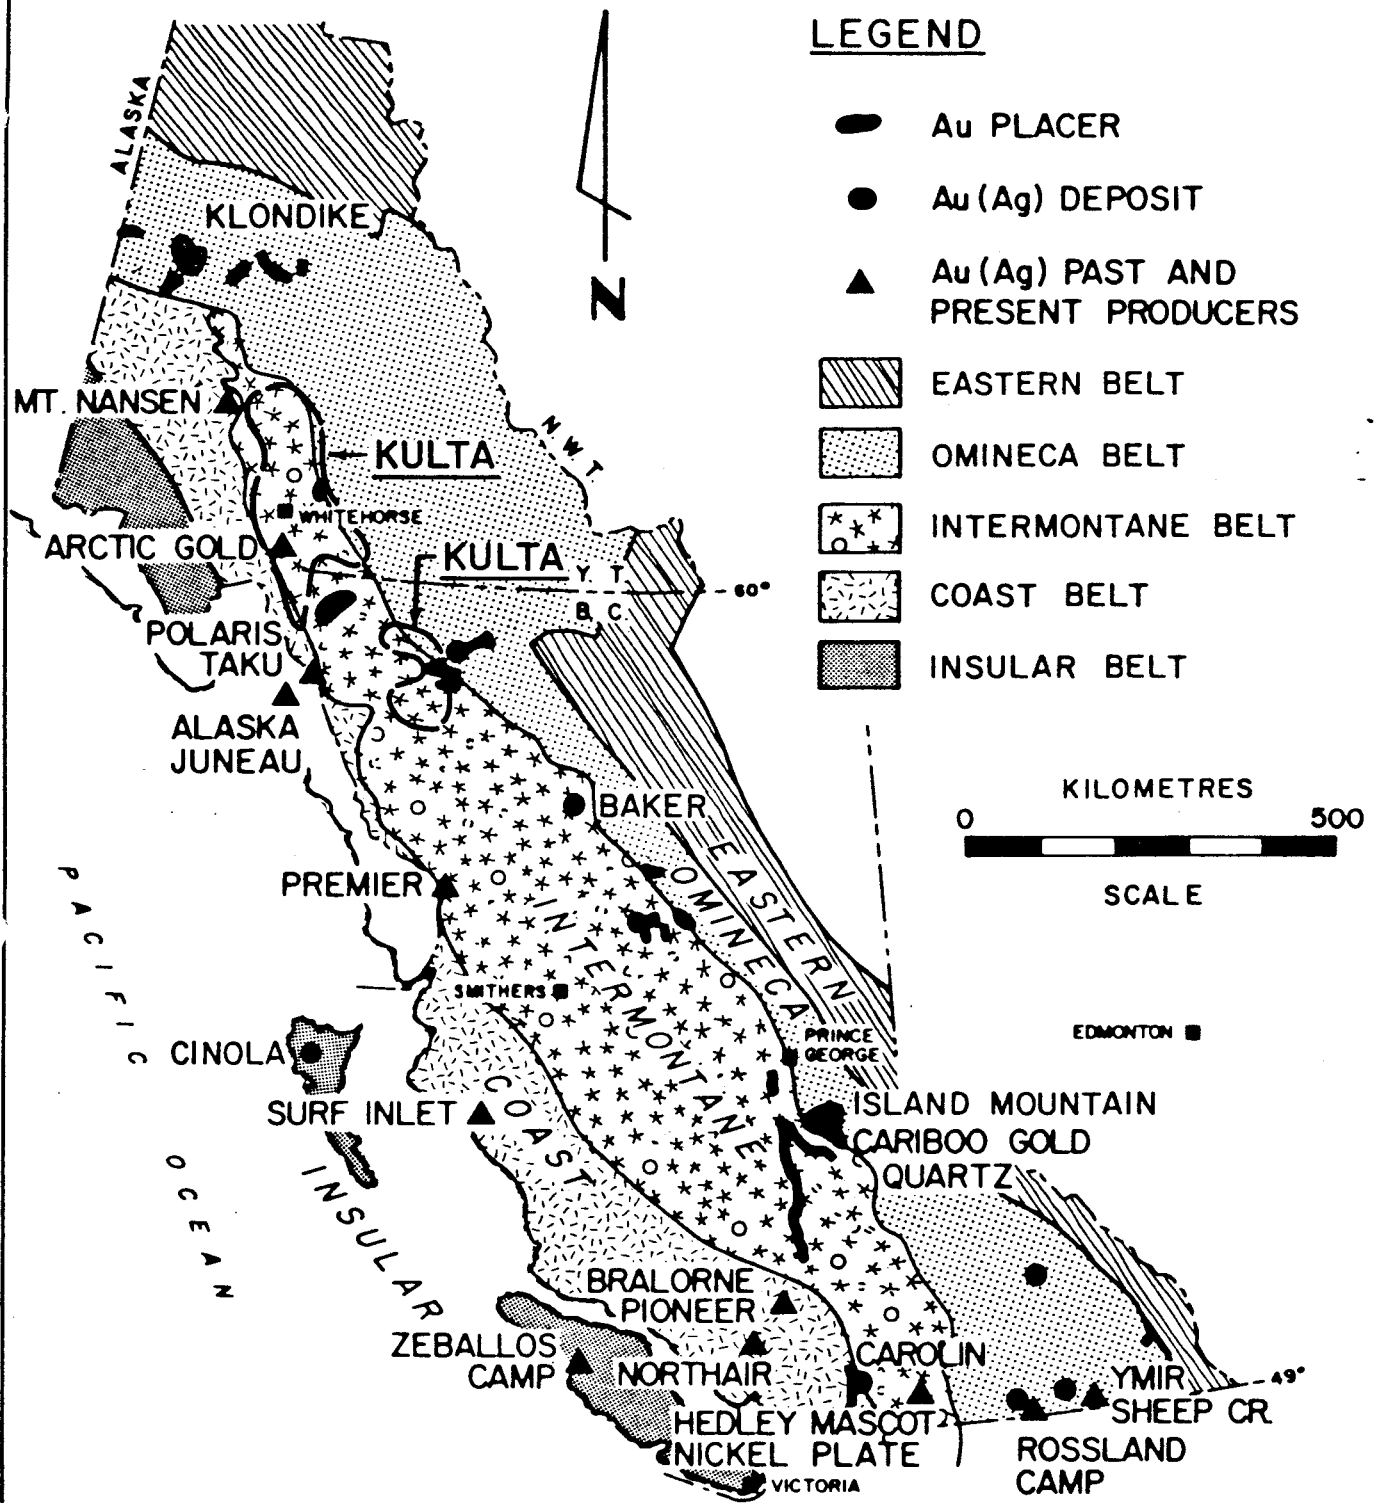 LEGEND
Au PLACER
Au(Ag) DEPOSIT
Au(Ag) PAST AND
PRESENT PRODUCERS
EASTERN BELT
OMINECA BELT
INTERMONTANE BELT
COAST BELT
INSULAR BELT
N
ALASKA
KLONDIKE
MT. NANSEN
N.W.T.
KULTA
WHITEHORSE
ARCTIC GOLD
KULTA
Y T
60°
B C
POLARIS
TAKU
ALASKA
JUNEAU
KILOMETRES
0 500
SCALE
BAKER
PREMIER
EASTERN
OMINECA
INTERMONTANE
PACIFIC
OCEAN
SMITHERS
CINOLA
PRINCE
GEORGE
EDMONTON
COAST
SURF INLET
ISLAND MOUNTAIN
CARIBOO GOLD
QUARTZ
INSULAR
BRALORNE
PIONEER
ZEBALLOS
CAMP
NORTHAIR
CAROLIN
49°
YMIR
SHEEP CR.
HEDLEY MASCOT
NICKEL PLATE
ROSSLAND
CAMP
VICTORIA